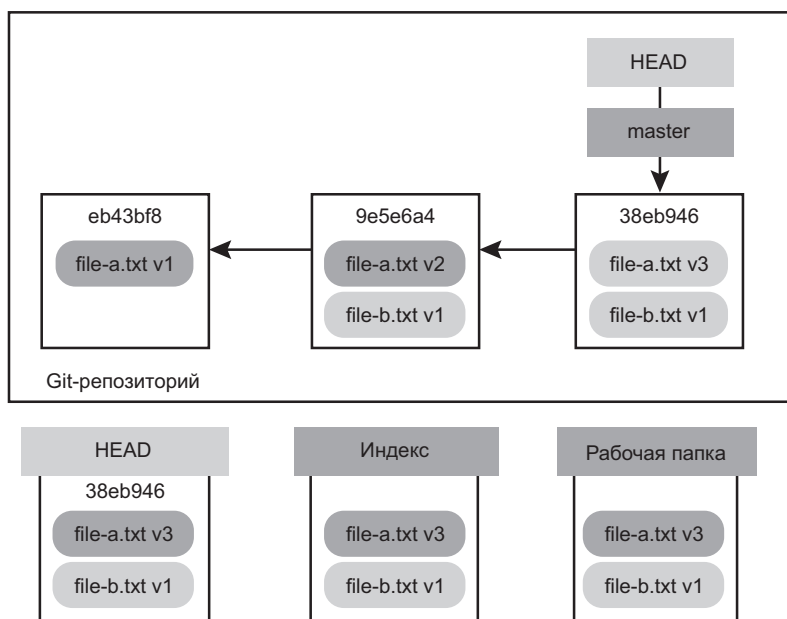 HEAD
master
eb43bf8
9e5e6a4
38eb946
file-a.txt v1
file-a.txt v2
file-a.txt v3
file-b.txt v1
file-b.txt v1
Git-репозиторий
HEAD
Индекс
Рабочая папка
38eb946
file-a.txt v3
file-a.txt v3
file-a.txt v3
file-b.txt v1
file-b.txt v1
file-b.txt v1